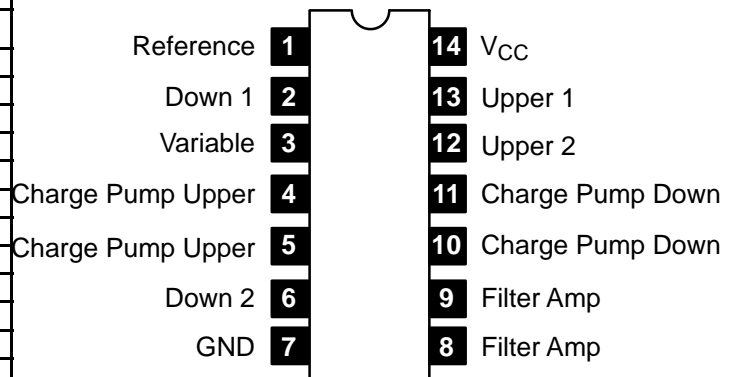 Reference 1 14 VCC
Down 1 2 13 Upper 1
Variable 3 12 Upper 2
Charge Pump Upper 4 11 Charge Pump Down
Charge Pump Upper 5 10 Charge Pump Down
Down 2 6 9 Filter Amp
GND 7 8 Filter Amp